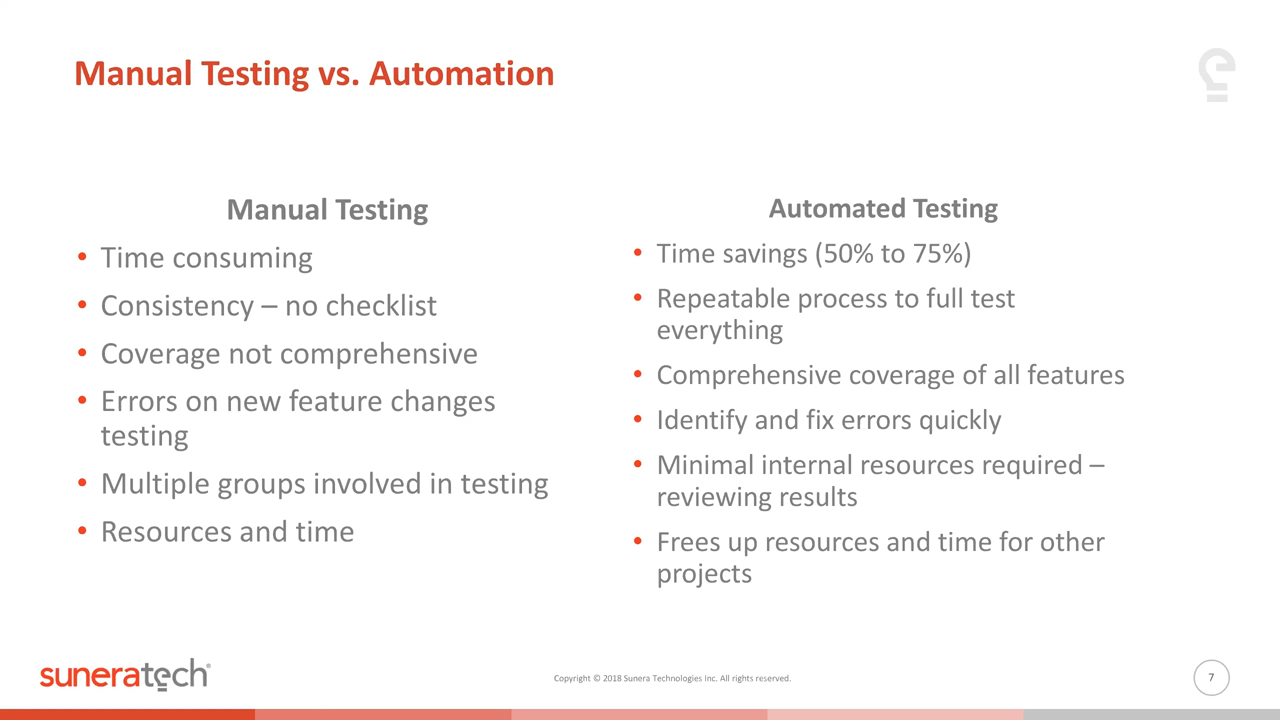 Manual Testing vs. Automation
Manual Testing
• Time consuming
• Consistency – no checklist
• Coverage not comprehensive
• Errors on new feature changes
testing
• Multiple groups involved in testing
• Resources and time
Automated Testing
• Time savings (50% to 75%)
• Repeatable process to full test
everything
• Comprehensive coverage of all features
• Identify and fix errors quickly
• Minimal internal resources required –
reviewing results
• Frees up resources and time for other
projects
suneratech®
Copyright © 2018 Sunera Technologies Inc. All rights reserved.
7